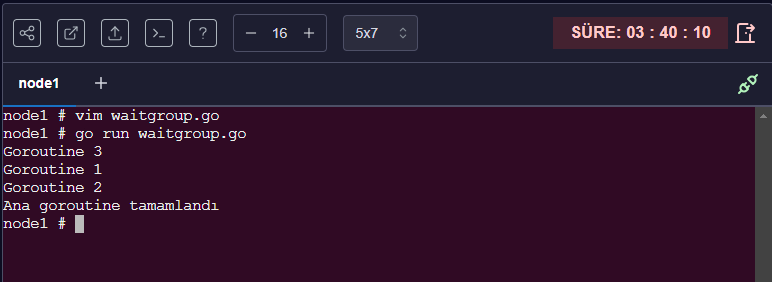 ? − 16 + 5x7 SÜRE: 03 : 40 : 10
node1 +
node1 # vim waitgroup.go
node1 # go run waitgroup.go
Goroutine 3
Goroutine 1
Goroutine 2
Ana goroutine tamamlandı
node1 #